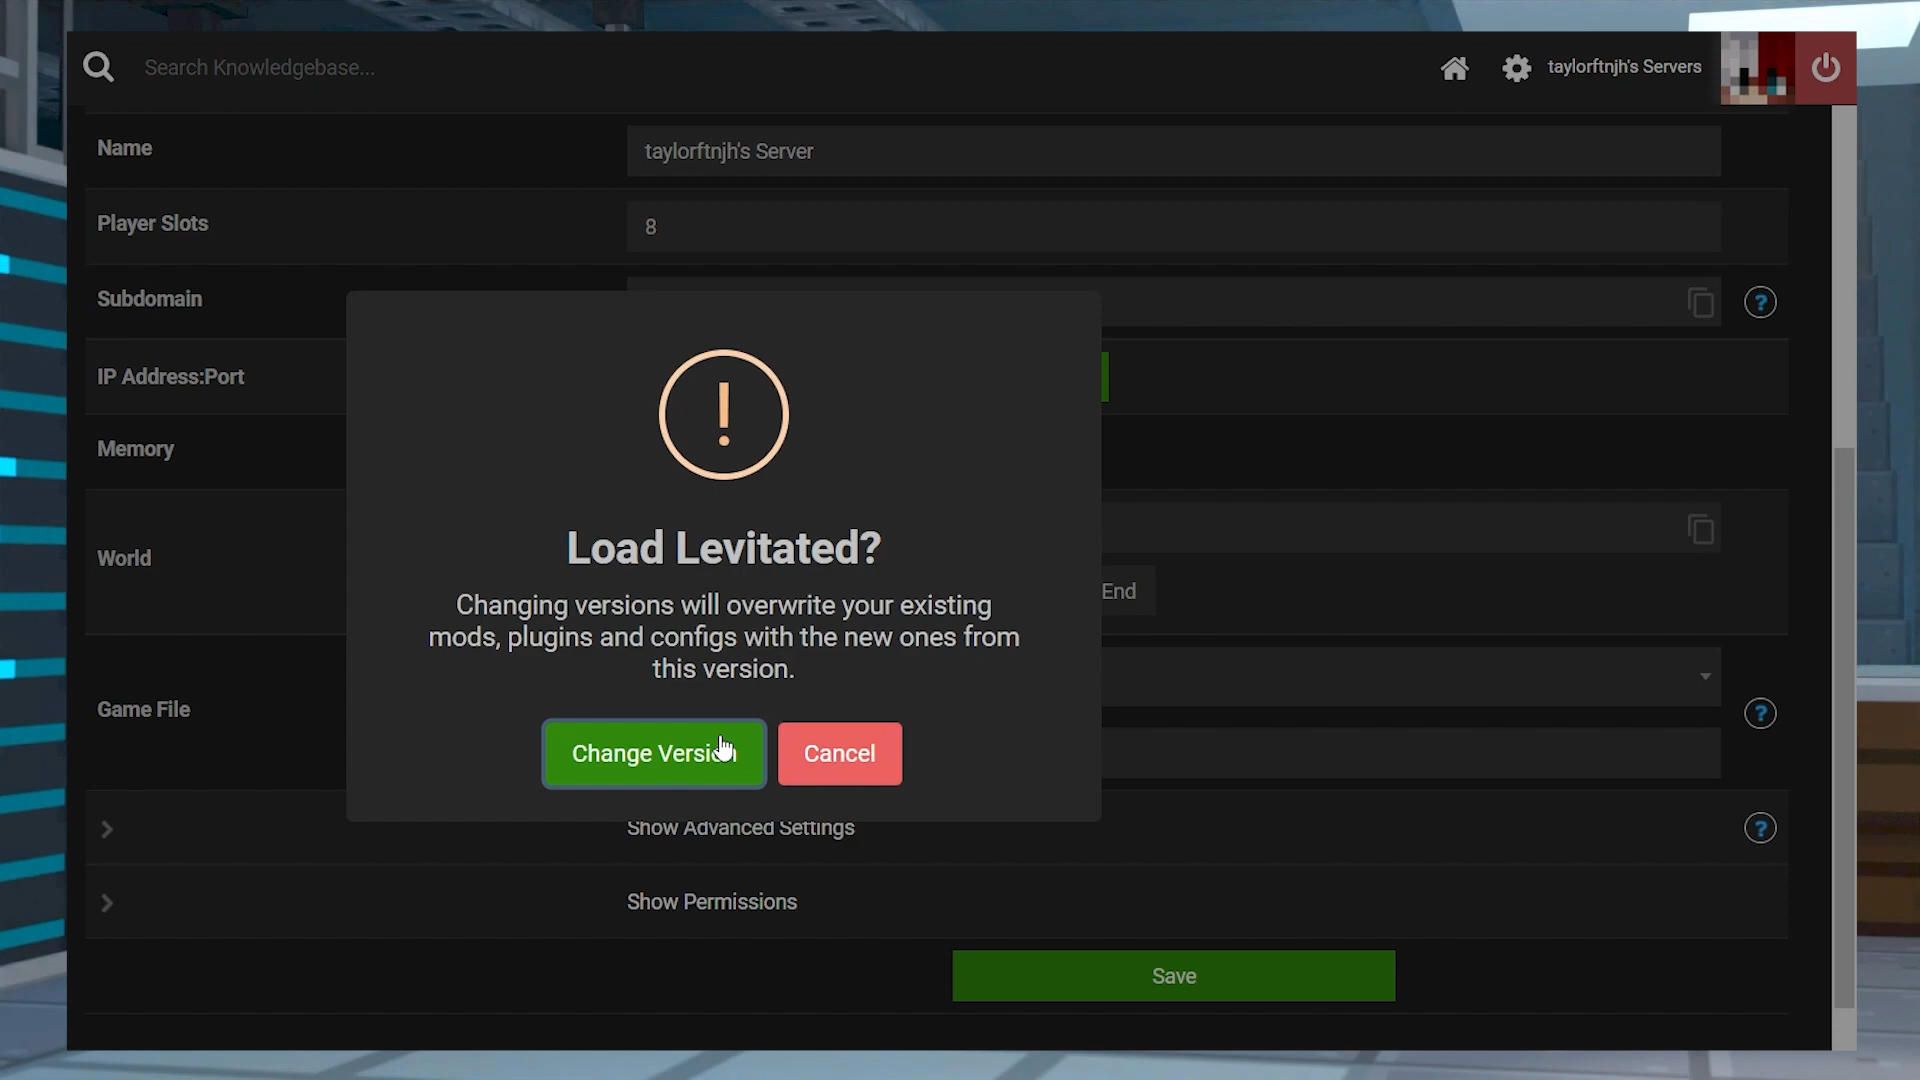 Search Knowledgebase...
taylorftnjh's Servers
Name
taylorftnjh's Server
Player Slots
8
Subdomain
?
IP Address:Port
Memory
World
End
Game File
?
!
Load Levitated?
Changing versions will overwrite your existing
mods, plugins and configs with the new ones from
this version.
Change Version
Cancel
Show Advanced Settings
?
Show Permissions
Save